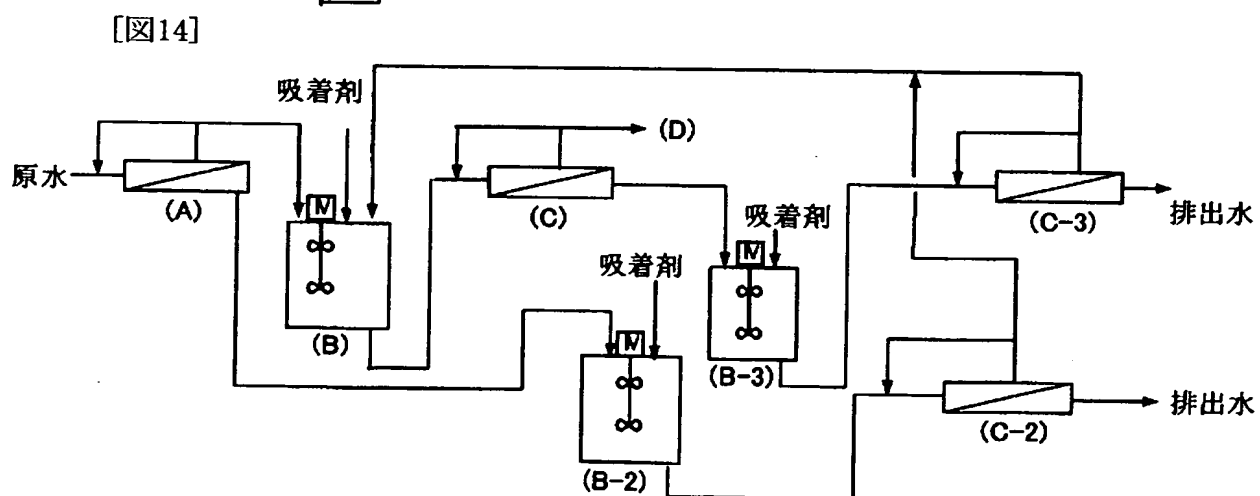 [図14]
吸着剤
原水
(A)
(D)
(C)
M
(B)
吸着剤
M
(B-3)
吸着剤
M
(B-2)
(C-3)
排出水
(C-2)
排出水